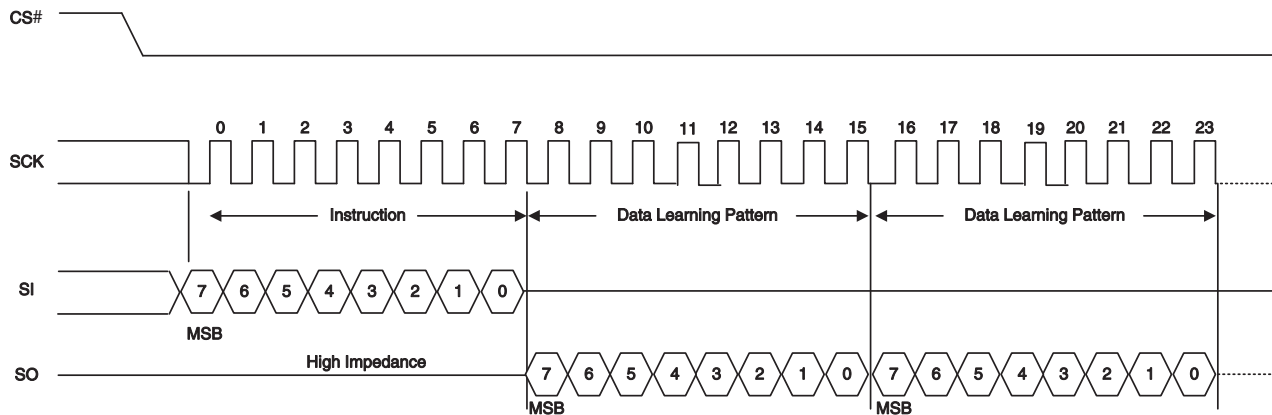 CS#
0 1 2 3 4 5 6 7 8 9 10 11 12 13 14 15 16 17 18 19 20 21 22 23
SCK
Instruction Data Learning Pattern Data Learning Pattern
SI 7 6 5 4 3 2 1 0
MSB
High Impedance
SO 7 6 5 4 3 2 1 0 7 6 5 4 3 2 1 0
MSB MSB